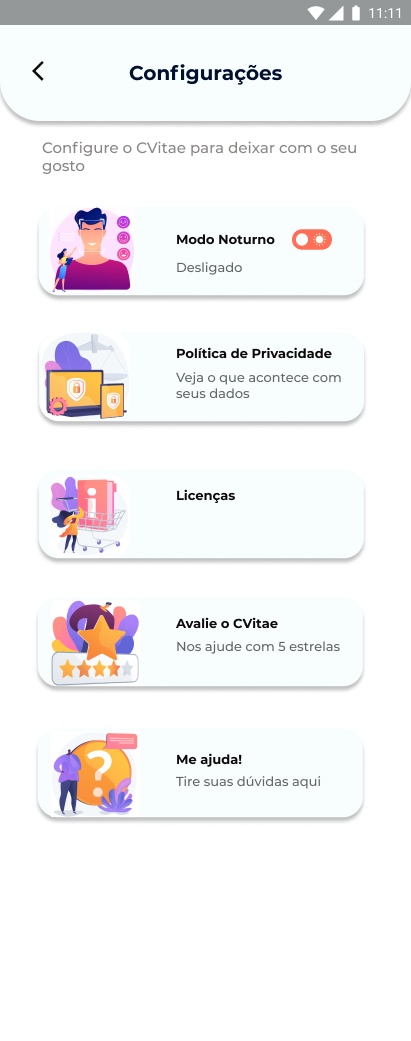 11:11
Configurações
Configure o CVitae para deixar com o seu
gosto
Modo Noturno
Desligado
Política de Privacidade
Veja o que acontece com
seus dados
Licenças
Avalie o CVitae
Nos ajude com 5 estrelas
Me ajuda!
Tire suas dúvidas aqui